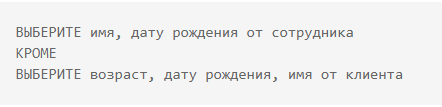 ВЫБЕРИТЕ имя, дату рождения от сотрудника
КРОМЕ
ВЫБЕРИТЕ возраст, дату рождения, имя от клиента